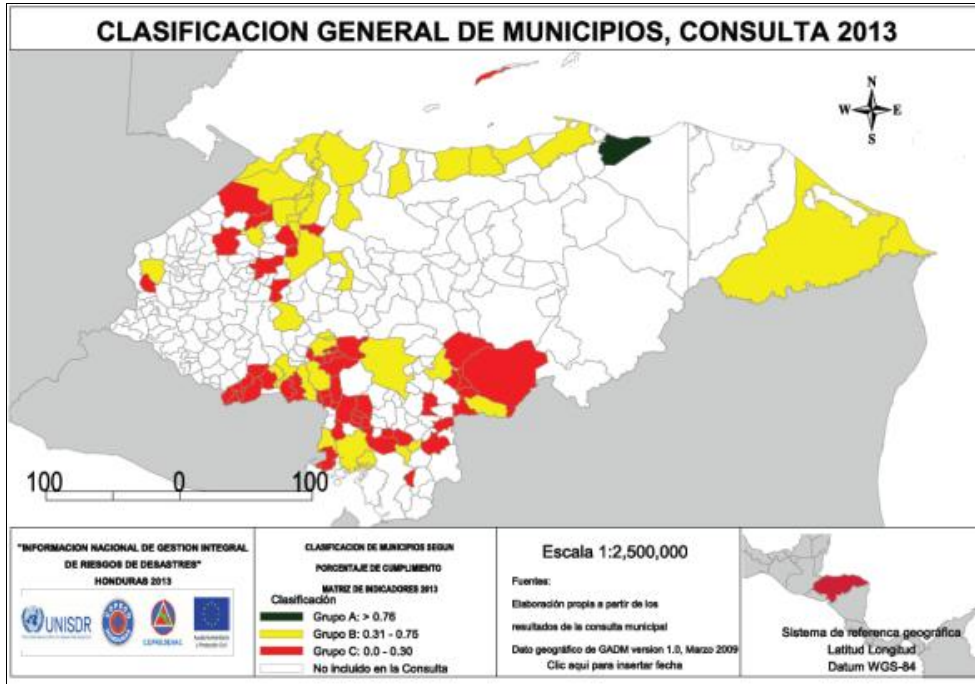 CLASIFICACION GENERAL DE MUNICIPIOS, CONSULTA 2013
N
W E
S
100 0 100
"INFORMACION NACIONAL DE GESTION INTEGRAL
DE RIESGOS DE DESASTRES"
HONDURAS 2013
UNISDR
CLASIFICACION DE MUNICIPIOS SEGUN
PORCENTAJE DE CUMPLIMIENTO
MATRIZ DE INDICADORES 2013
Clasificación
Grupo A: > 0.76
Grupo B: 0.31 - 0.75
Grupo C: 0.0 - 0.30
No incluido en la Consulta
Escala 1:2,500,000
Fuentes:
Elaboración propia a partir de los
resultados de la consulta municipal
Dato geográfico de GADM version 1.0, Marzo 2009
Clic aquí para insertar fecha
Sistema de referenca geográfica
Latitud Longitud
Datum WGS-84